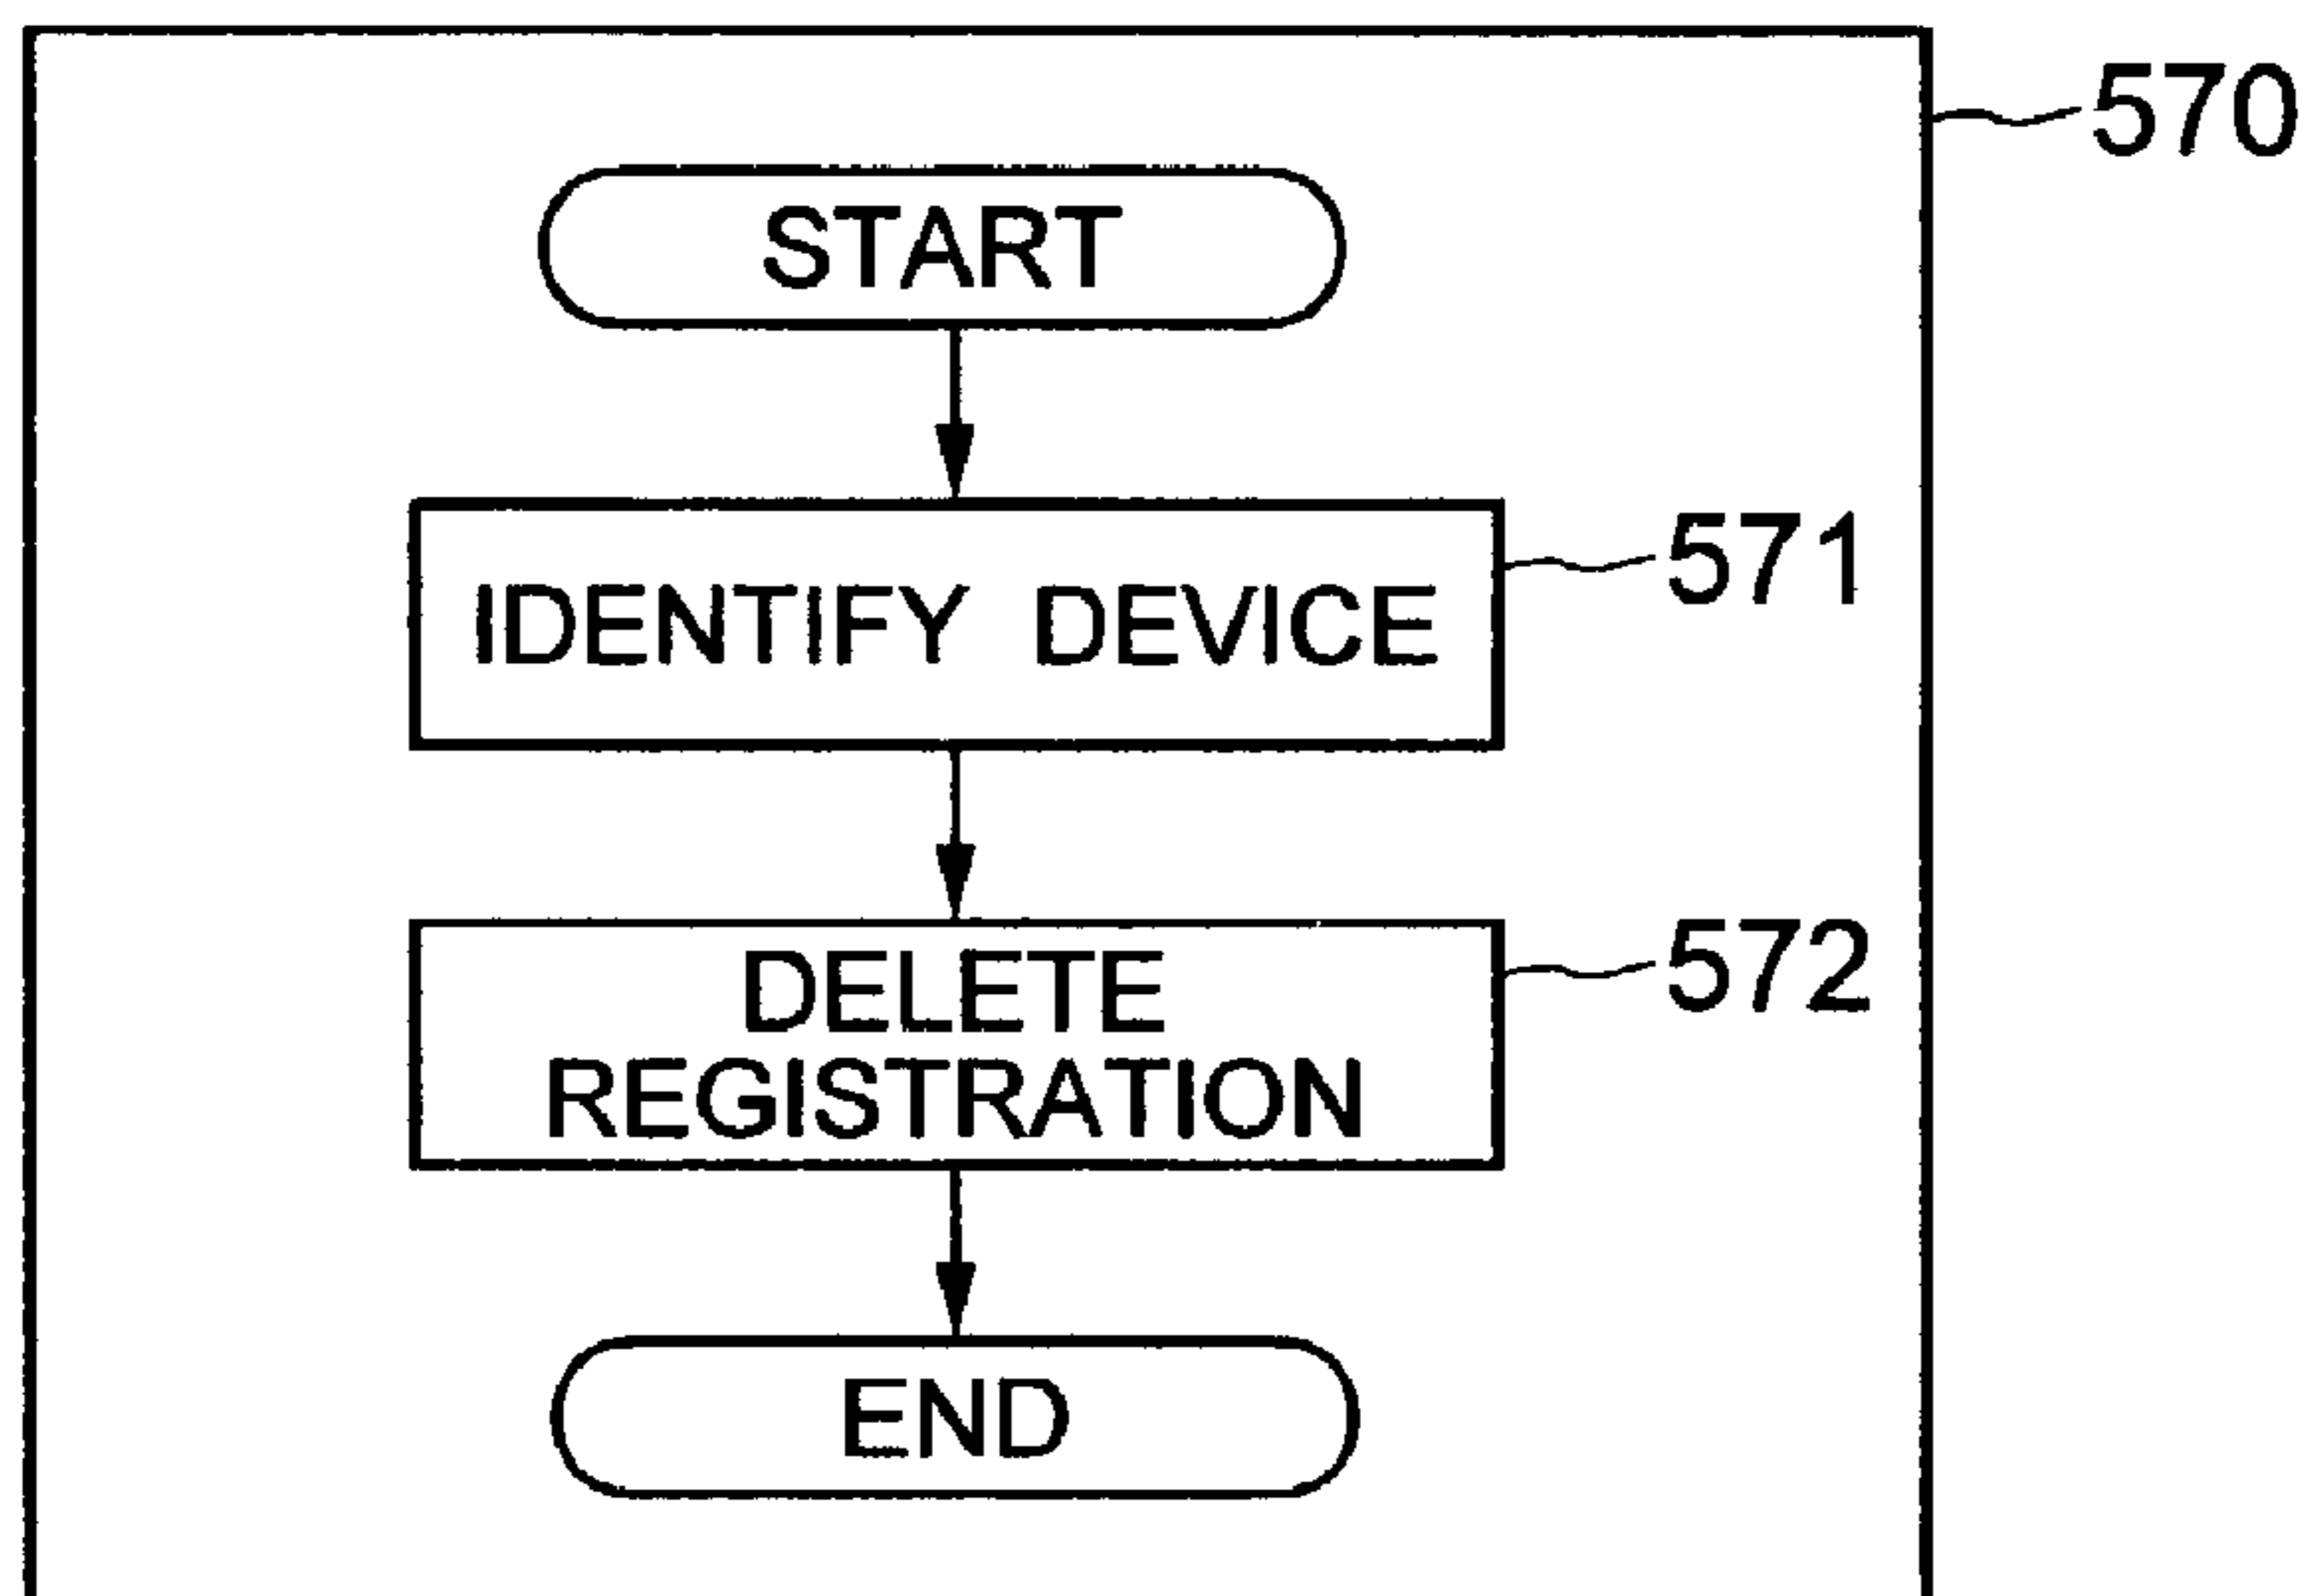 570
START
571
IDENTIFY DEVICE
572
DELETE
REGISTRATION
END